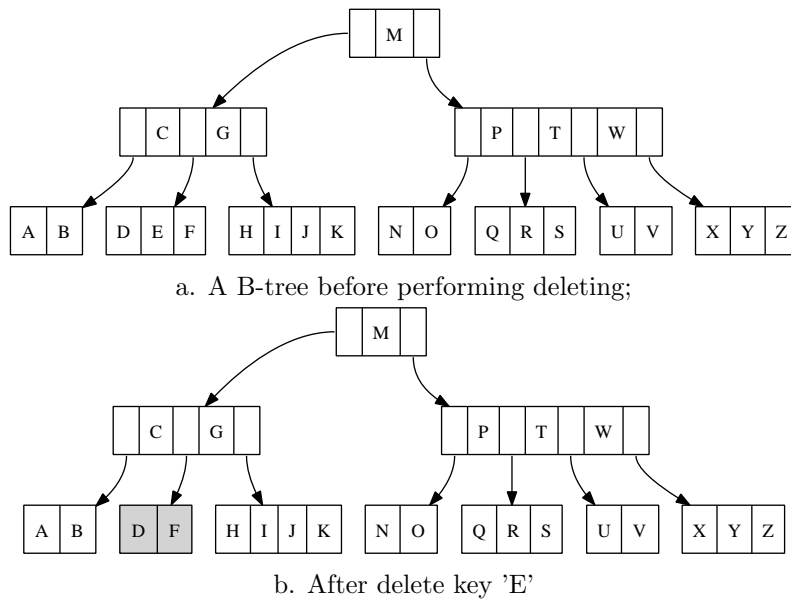 M
C G P T W
A B D E F H I J K N O Q R S U V X Y Z
a. A B-tree before performing deleting;
M
C G P T W
A B D F H I J K N O Q R S U V X Y Z
b. After delete key 'E'